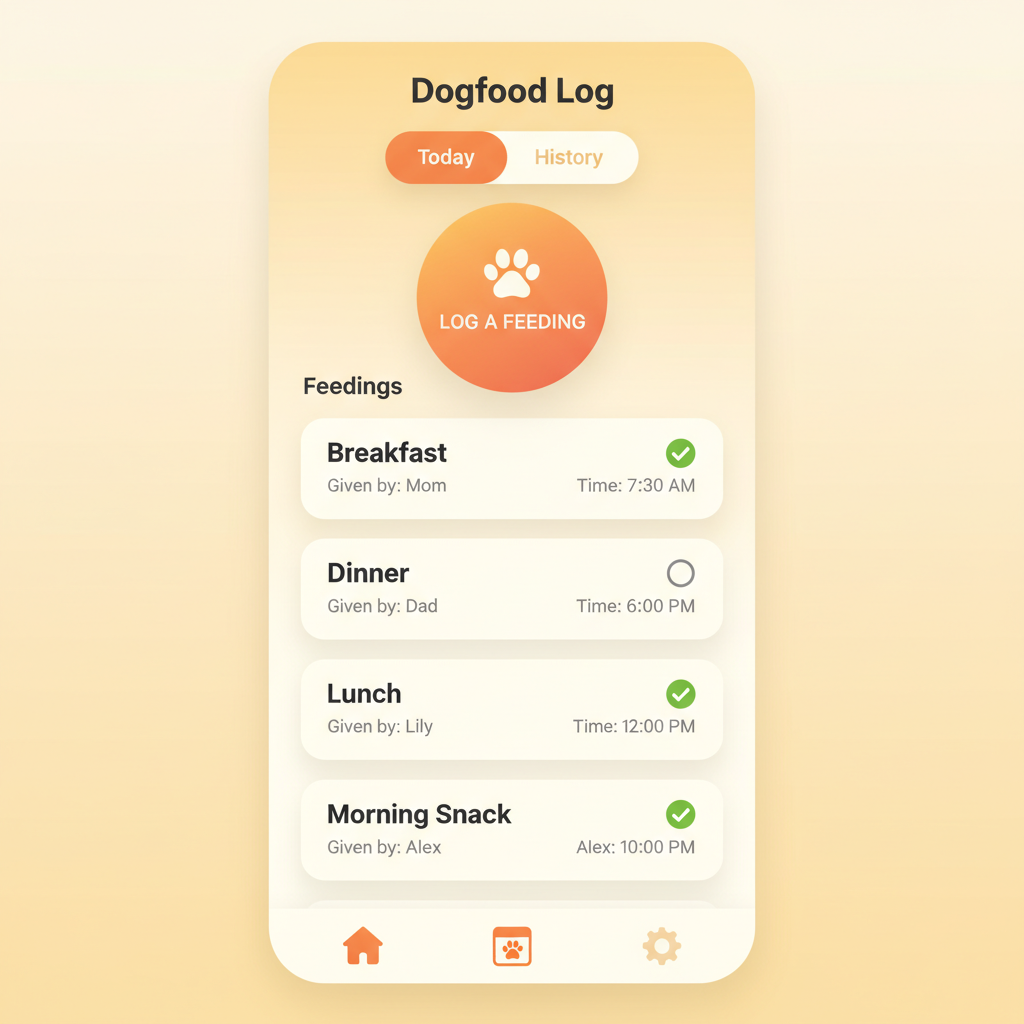 Dogfood Log
Today History
LOG A FEEDING
Feedings
Breakfast
Given by: Mom Time: 7:30 AM
Dinner
Given by: Dad Time: 6:00 PM
Lunch
Given by: Lily Time: 12:00 PM
Morning Snack
Given by: Alex Alex: 10:00 PM